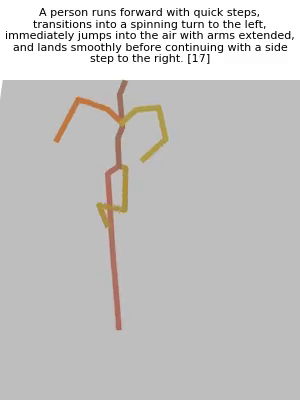 A person runs forward with quick steps,
transitions into a spinning turn to the left,
immediately jumps into the air with arms extended,
and lands smoothly before continuing with a side
step to the right. [17]